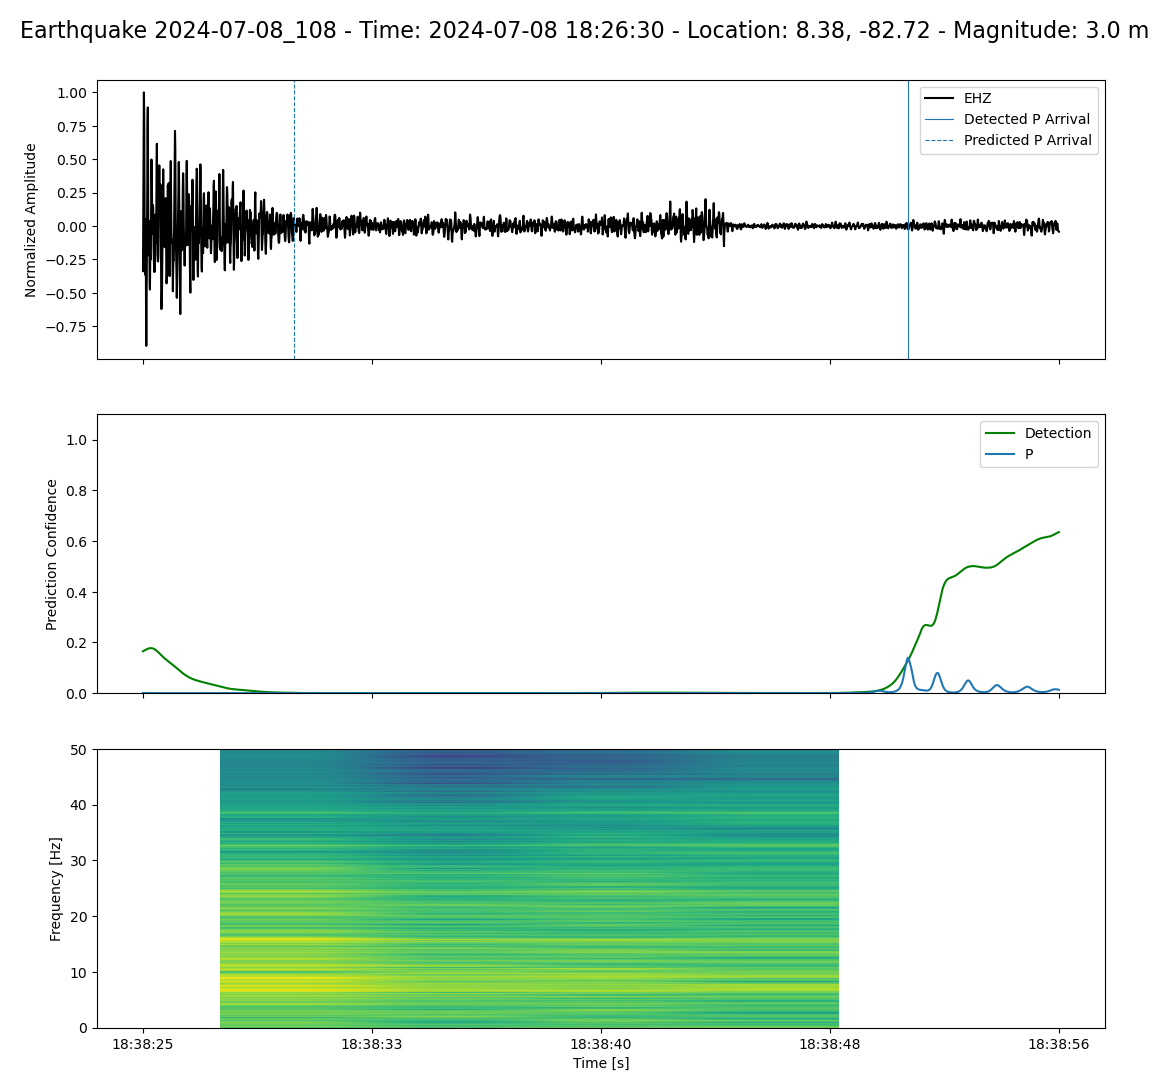 Earthquake 2024-07-08_108 - Time: 2024-07-08 18:26:30 - Location: 8.38, -82.72 - Magnitude: 3.0 m
1.00
0.75
0.50
0.25
0.00
−0.25
−0.50
−0.75
Normalized Amplitude
EHZ
Detected P Arrival
Predicted P Arrival
1.0
0.8
0.6
0.4
0.2
0.0
Prediction Confidence
Detection
P
50
40
30
20
10
0
Frequency [Hz]
18:38:25
18:38:33
18:38:40
18:38:48
18:38:56
Time [s]